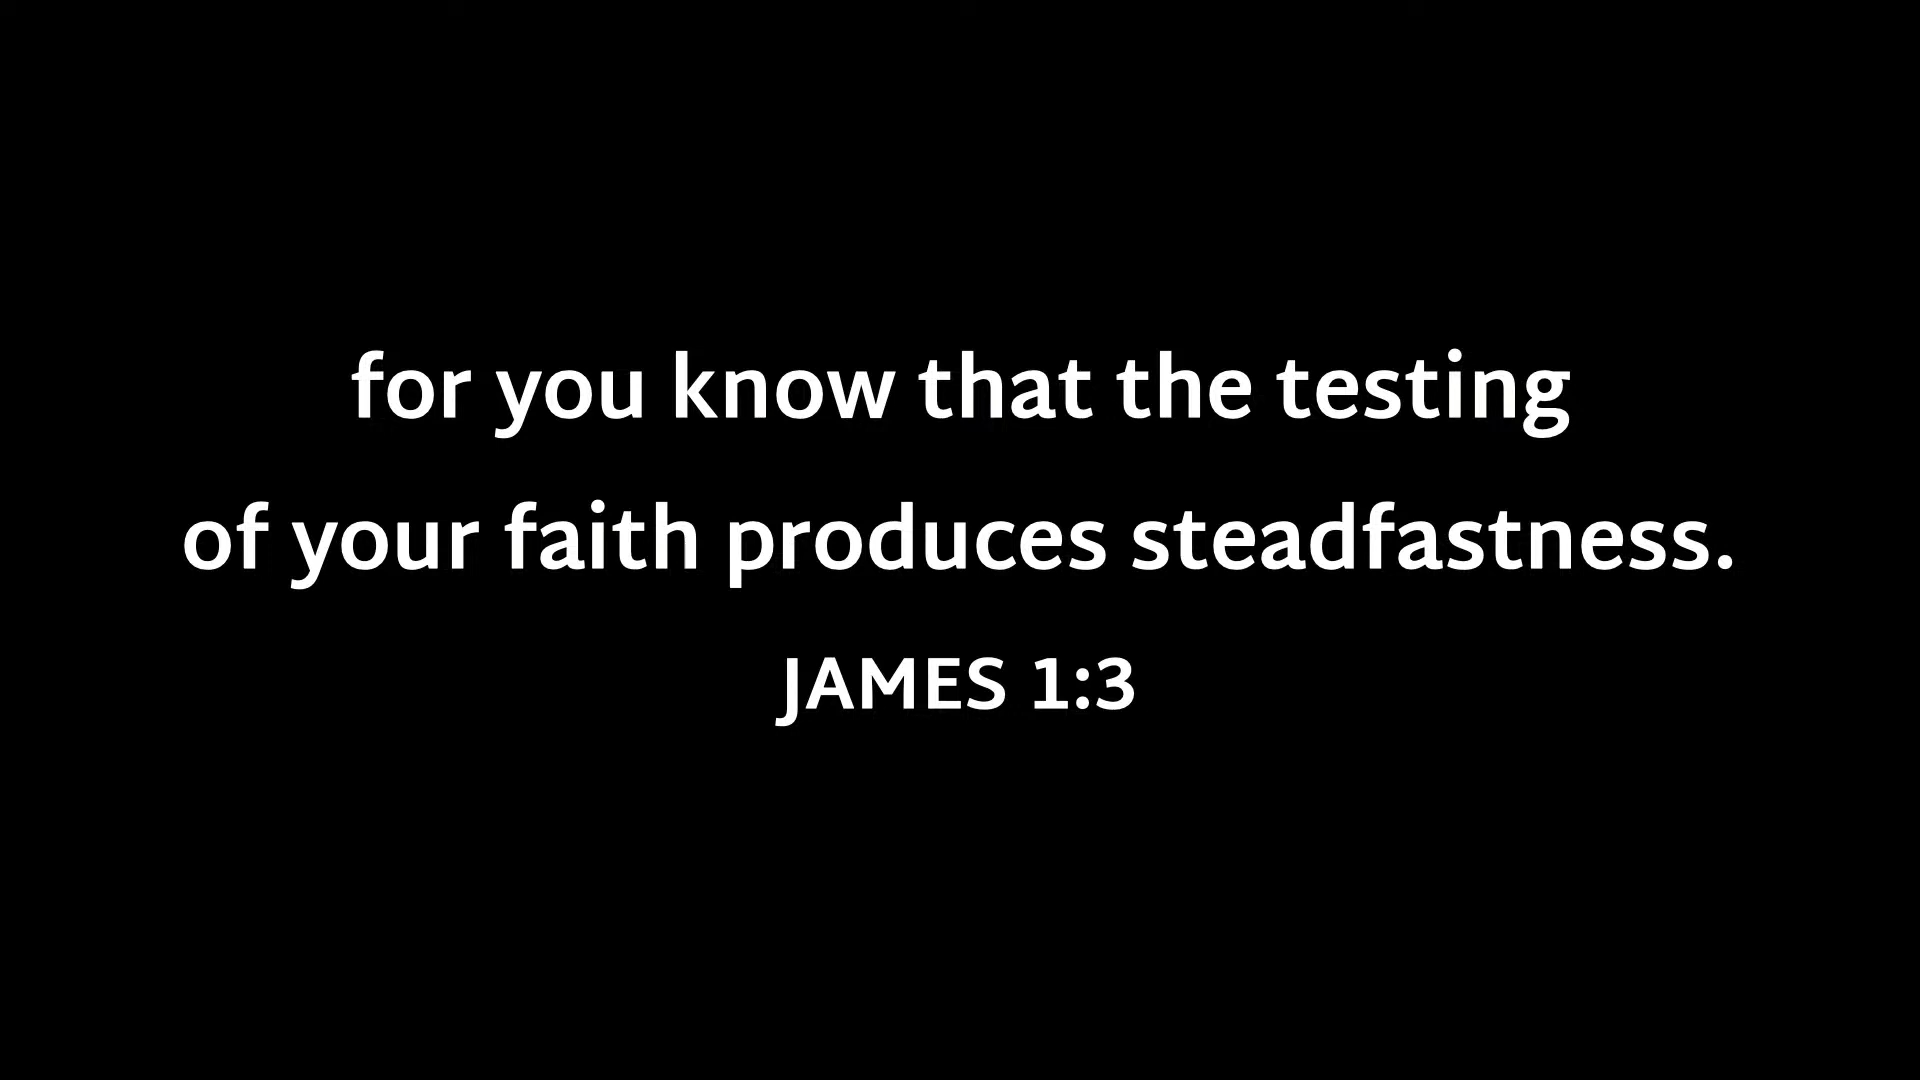 for you know that the testing
of your faith produces steadfastness.
JAMES 1:3